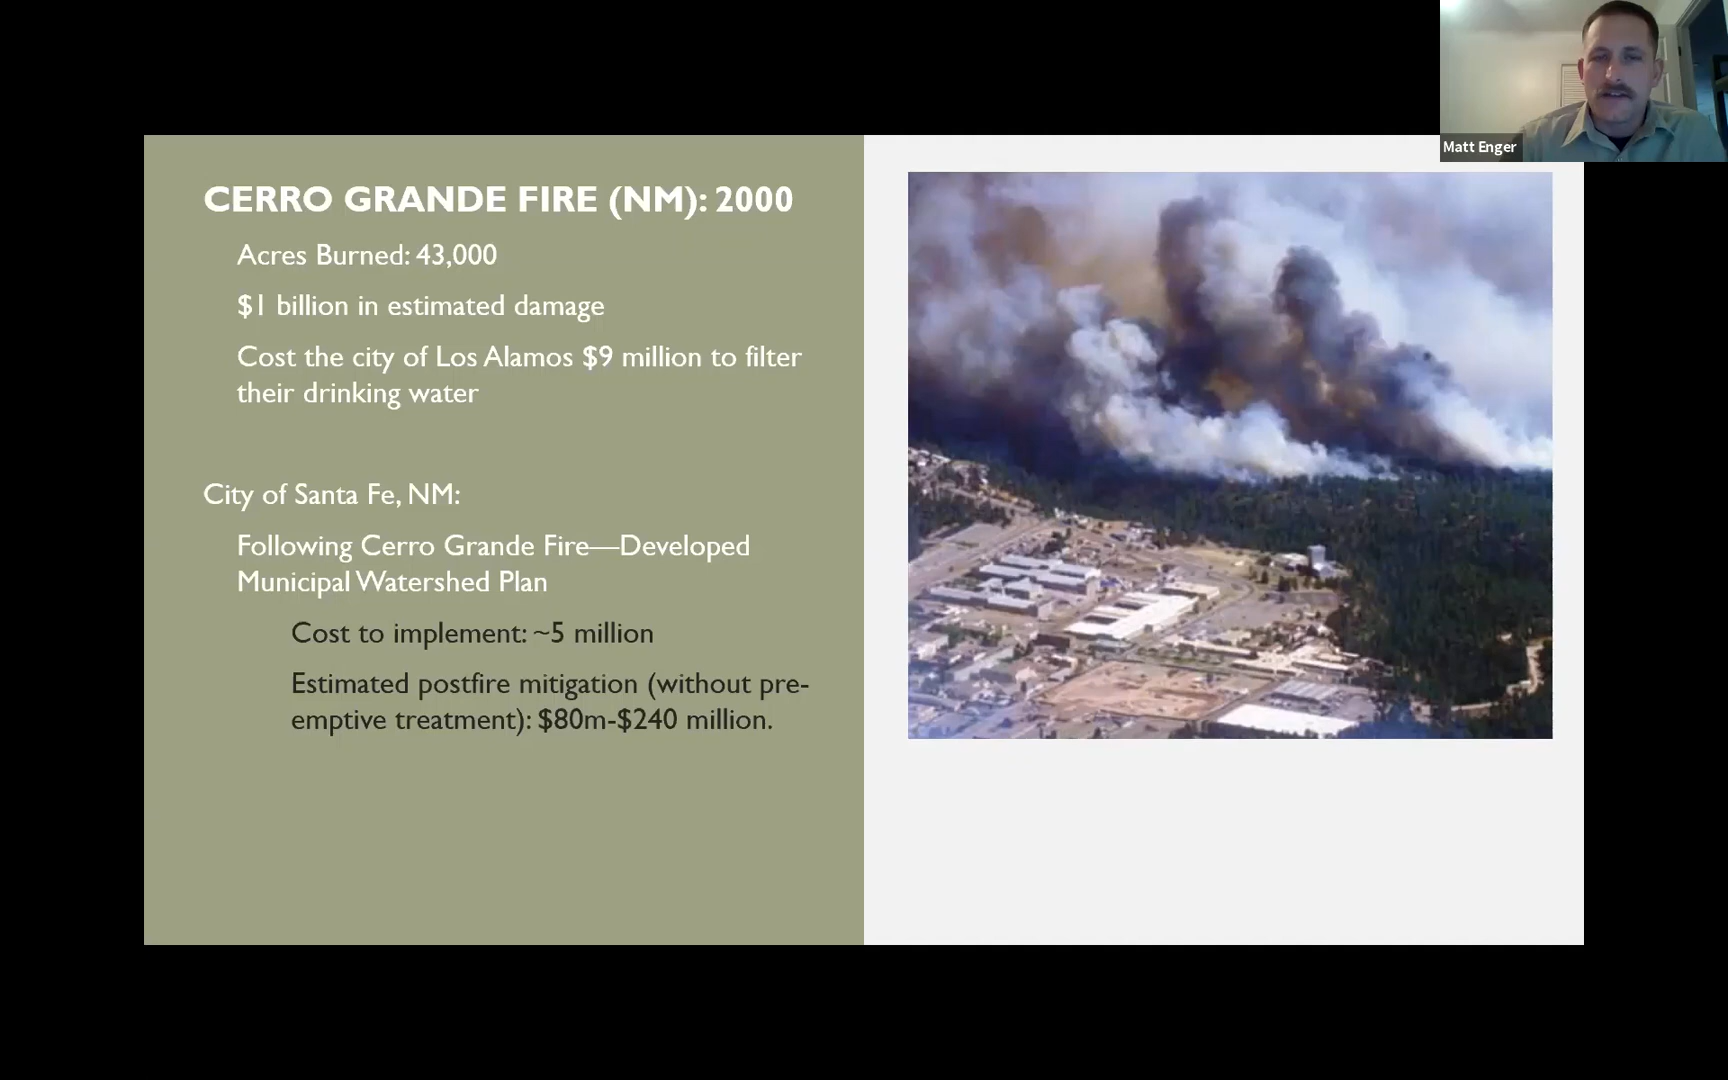 Matt Enger
CERRO GRANDE FIRE (NM): 2000
Acres Burned: 43,000
$1 billion in estimated damage
Cost the city of Los Alamos $9 million to filter
their drinking water
City of Santa Fe, NM:
Following Cerro Grande Fire—Developed
Municipal Watershed Plan
Cost to implement: ~5 million
Estimated postfire mitigation (without pre-
emptive treatment): $80m-$240 million.